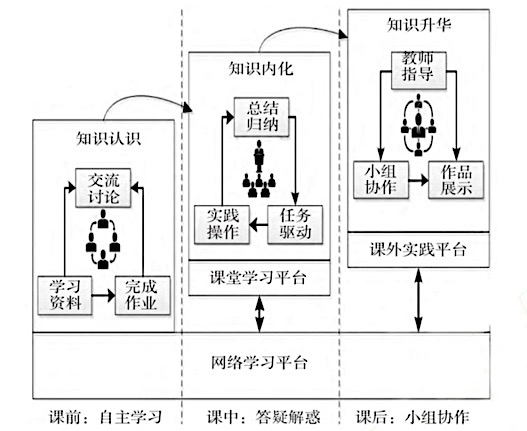 知识认识
交流
讨论
学习
资料
完成
作业
知识内化
总结
归纳
实践
操作
任务
驱动
课堂学习平台
知识升华
教师
指导
小组
协作
作品
展示
课外实践平台
网络学习平台
课前：自主学习
课中：答疑解惑
课后：小组协作